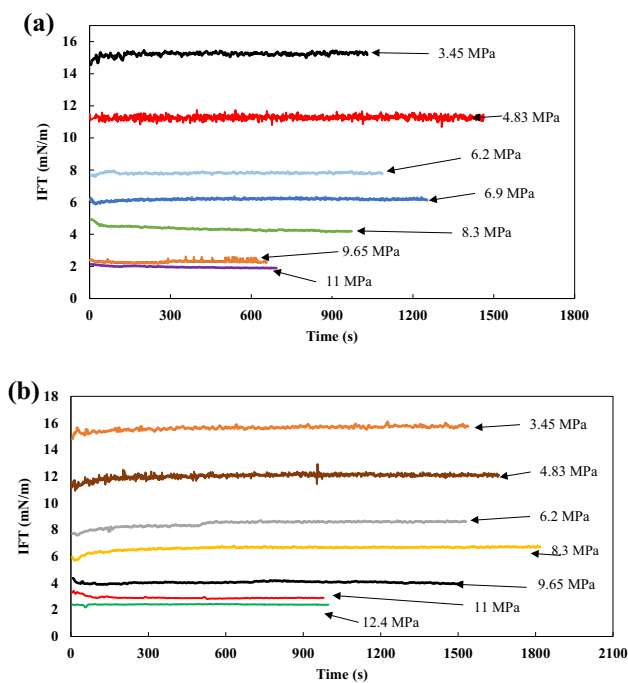 (a)
16
14
12
10
8
6
4
2
0
IFT (mN/m)
3.45 MPa
4.83 MPa
6.2 MPa
6.9 MPa
8.3 MPa
9.65 MPa
11 MPa
0 300 600 900 1200 1500 1800
Time (s)
(b)
18
16
14
12
10
8
6
4
2
0
IFT (mN/m)
3.45 MPa
4.83 MPa
6.2 MPa
8.3 MPa
9.65 MPa
11 MPa
12.4 MPa
0 300 600 900 1200 1500 1800 2100
Time (s)